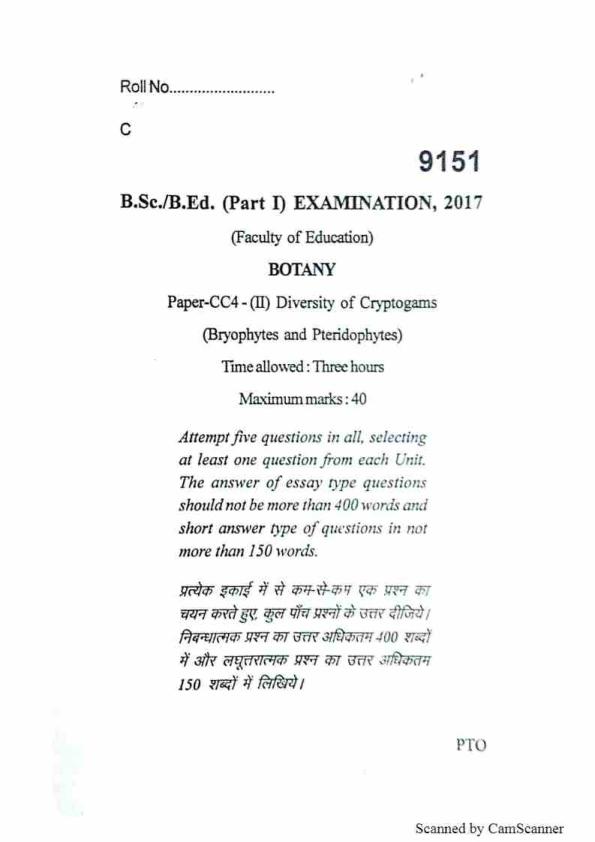 Roll No..........................
C
9151
B.Sc./B.Ed. (Part I) EXAMINATION, 2017
(Faculty of Education)
BOTANY
Paper-CC4 - (II) Diversity of Cryptogams
(Bryophytes and Pteridophytes)
Time allowed : Three hours
Maximum marks : 40
Attempt five questions in all, selecting
at least one question from each Unit.
The answer of essay type questions
should not be more than 400 words and
short answer type of questions in not
more than 150 words.
प्रत्येक इकाई में से कम-से-कम एक प्रश्न का
चयन करते हुए, कुल पाँच प्रश्नों के उत्तर दीजिये।
निबन्धात्मक प्रश्न का उत्तर अधिकतम 400 शब्दों
में और लघूत्तरात्मक प्रश्न का उत्तर अधिकतम
150 शब्दों में लिखिये।
PTO
Scanned by CamScanner